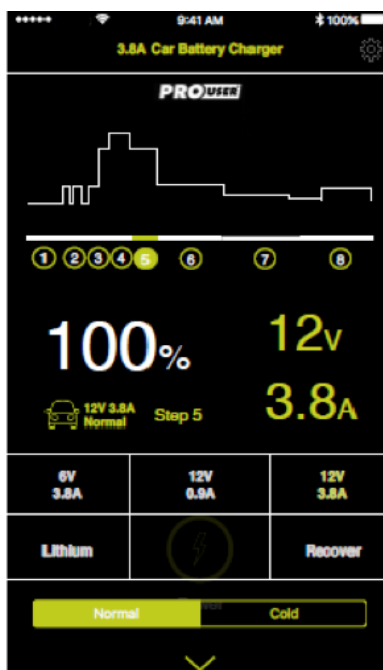 9:41 AM
100%
3.8A Car Battery Charger
PRO USER
1 2 3 4 5 6 7 8
100%
12V
3.8A
12V 3.8A
Normal
Step 5
6V
3.8A
12V
0.9A
12V
3.8A
Lithium
Recover
Normal
Cold